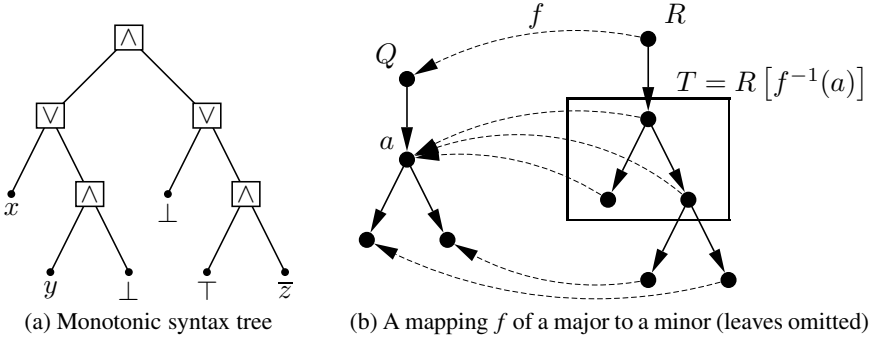 ∧
∨ ∨
x ∧ ⊥ ∧
y ⊥ ⊤ z̅
(a) Monotonic syntax tree
f R
Q
T = R [f⁻¹(a)]
a
(b) A mapping f of a major to a minor (leaves omitted)